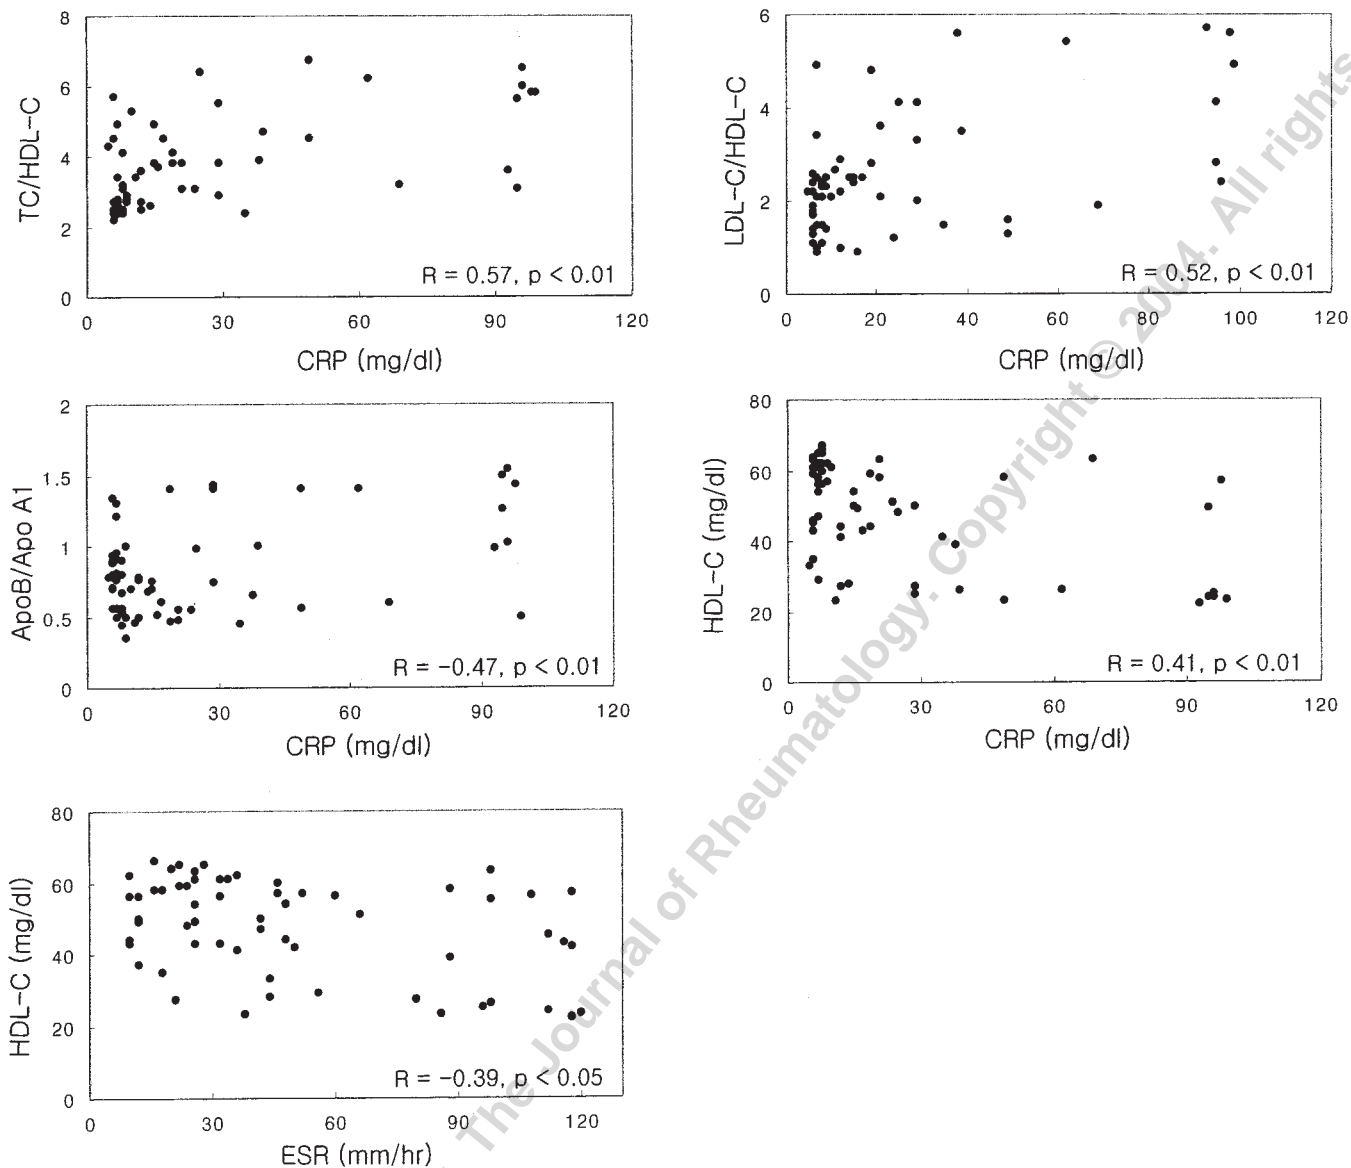 8
6
4
2
0
TC/HDL-C
R = 0.57, p < 0.01
0 30 60 90 120
CRP (mg/dl)
6
4
2
0
LDL-C/HDL-C
R = 0.52, p < 0.01
0 20 40 60 80 100 120
CRP (mg/dl)
2
1.5
1
0.5
0
ApoB/Apo A1
R = -0.47, p < 0.01
0 30 60 90 120
CRP (mg/dl)
80
60
40
20
0
HDL-C (mg/dl)
R = 0.41, p < 0.01
0 30 60 90 120
CRP (mg/dl)
80
60
40
20
0
HDL-C (mg/dl)
R = -0.39, p < 0.05
0 30 60 90 120
ESR (mm/hr)
The Journal of Rheumatology. Copyright © 2004. All rights